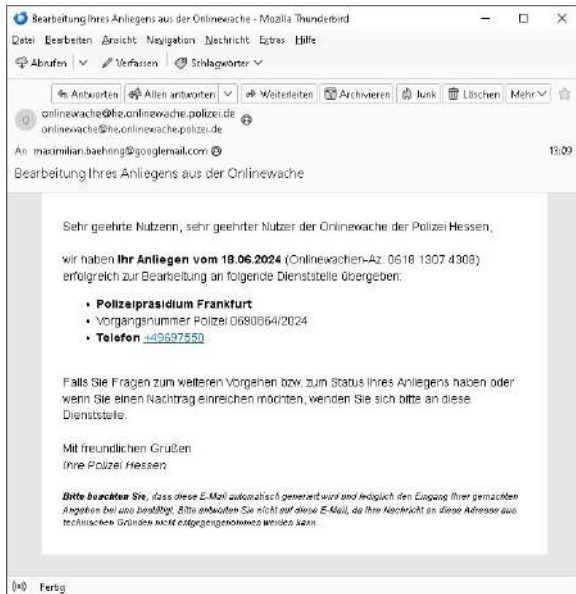 Bearbeitung Ihres Anliegens aus der Onlinewache - Mozilla Thunderbird
Datei Bearbeiten Ansicht Navigation Nachricht Extras Hilfe
Abrufen Verfassen Schlagwörter
Antworten Allen antworten Weiterleiten Archivieren Junk Löschen Mehr
O
onlinewache@he.onlinewache.polizei.de
onlinewache@he.onlinewache.polizei.de
An maximilian.baehring@googlemail.com 13:09
Bearbeitung Ihres Anliegens aus der Onlinewache
Sehr geehrte Nutzerin, sehr geehrter Nutzer der Onlinewache der Polizei Hessen,
wir haben Ihr Anliegen vom 18.06.2024 (Onlinewachen-Az. 0618 1307 4308)
erfolgreich zur Bearbeitung an folgende Dienststelle übergeben:
• Polizeipräsidium Frankfurt
• Vorgangsnummer Polizei 0690664/2024
• Telefon +49697550
Falls Sie Fragen zum weiteren Vorgehen bzw. zum Status Ihres Anliegens haben oder
wenn Sie einen Nachtrag einreichen möchten, wenden Sie sich bitte an diese
Dienststelle.
Mit freundlichen Grüßen
Ihre Polizei Hessen
Bitte beachten Sie, dass diese E-Mail automatisch generiert wird und lediglich den Eingang Ihrer gemachten
Angaben bei uns bestätigt. Bitte antworten Sie nicht auf diese E-Mail, da Ihre Nachricht an diese Adresse aus
technischen Gründen nicht entgegengenommen werden kann.
Fertig